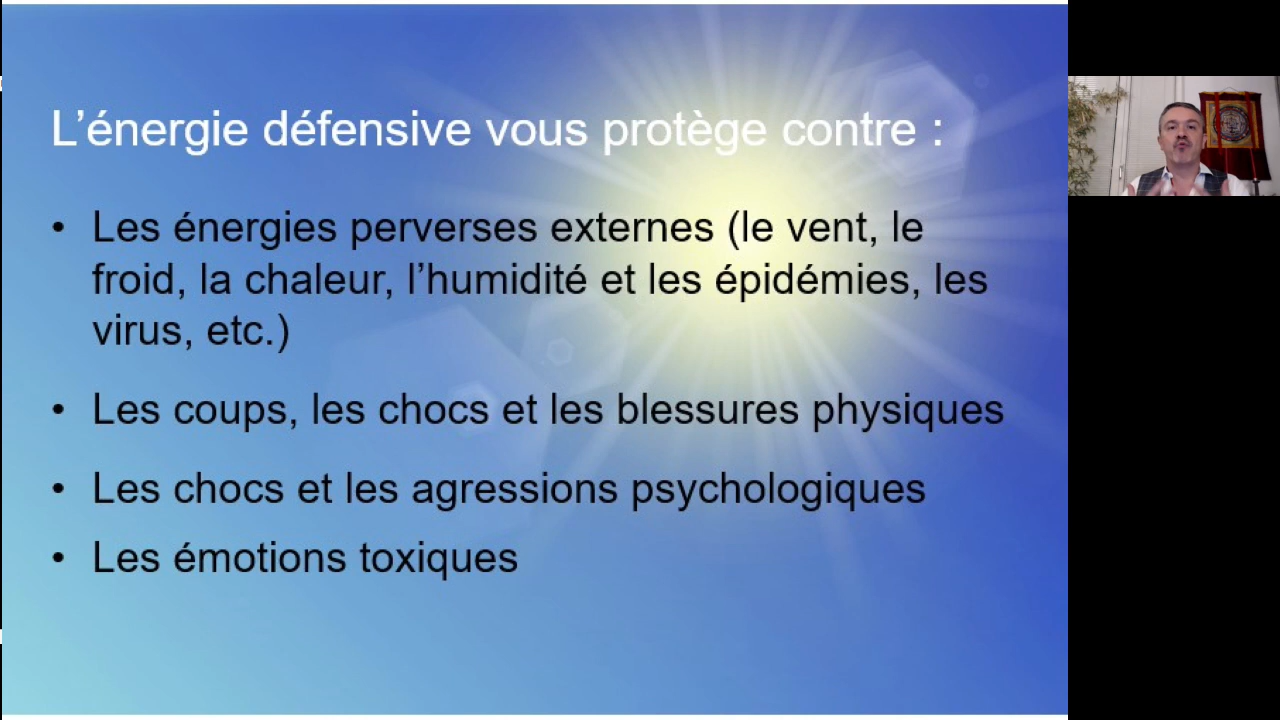 L’énergie défensive vous protège contre :
• Les énergies perverses externes (le vent, le
froid, la chaleur, l’humidité et les épidémies, les
virus, etc.)
• Les coups, les chocs et les blessures physiques
• Les chocs et les agressions psychologiques
• Les émotions toxiques